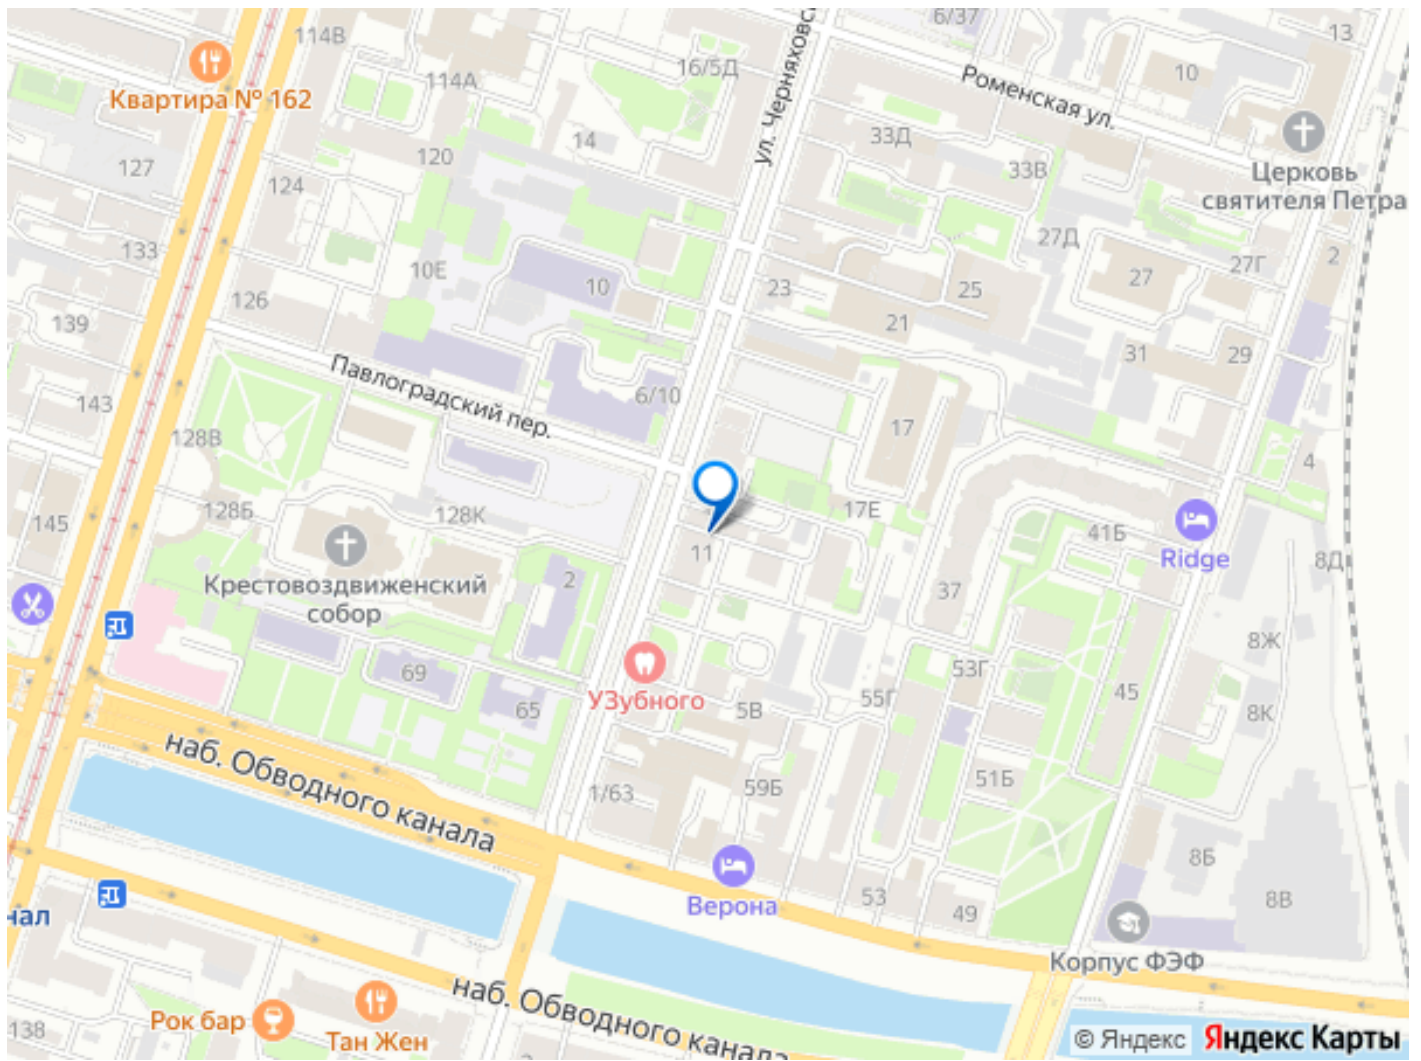 6/37
13
114В
ул. Черняховс
Квартира № 162
114А
16/5Д
Роменская ул.
10
127
120
14
33Д
Церковь
святителя Петра
124
33В
133
10Е
10
23
27Д
27
27Г
2
126
25
139
21
31
29
Павлоградский пер.
6/10
143
128В
17
4
145
128Б
128К
17Е
41Б
Ridge
8Д
11
Крестовоздвиженский
собор
2
37
69
УЗубного
53Г
8Ж
65
5В
55Г
45
8К
наб. Обводного канала
1/63
59Б
51Б
8Б
Верона
53
49
8В
нал
Корпус ФЭФ
наб. Обводного канала
138
Рок бар
Тан Жен
© Яндекс Яндекс Карты